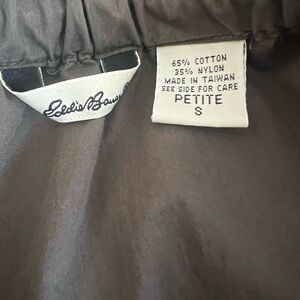 Eddie Bauer
65% COTTON
35% NYLON
MADE IN TAIWAN
SEE SIDE FOR CARE
PETITE
S